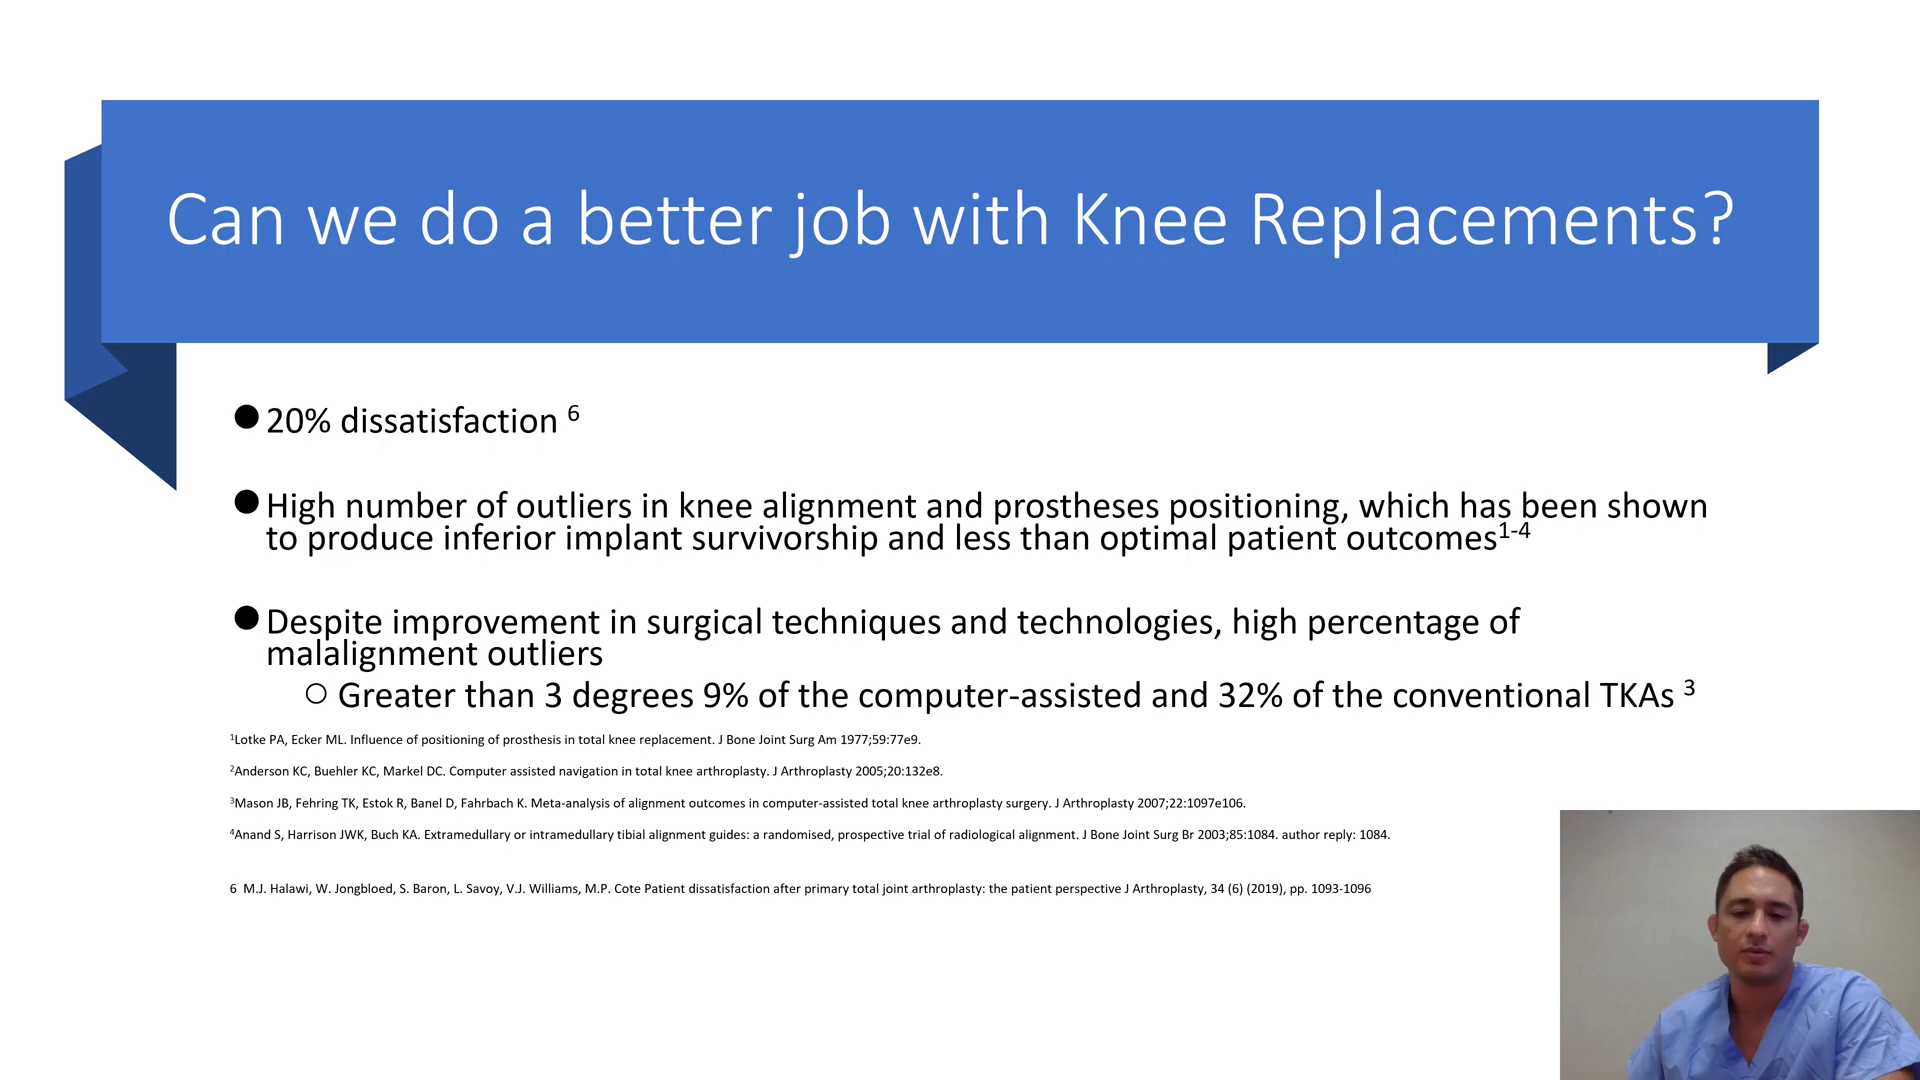 Can we do a better job with Knee Replacements?
●20% dissatisfaction ⁶
●High number of outliers in knee alignment and prostheses positioning, which has been shown
to produce inferior implant survivorship and less than optimal patient outcomes¹⁻⁴
●Despite improvement in surgical techniques and technologies, high percentage of
malalignment outliers
○ Greater than 3 degrees 9% of the computer-assisted and 32% of the conventional TKAs ³
¹Lotke PA, Ecker ML. Influence of positioning of prosthesis in total knee replacement. J Bone Joint Surg Am 1977;59:77e9.
²Anderson KC, Buehler KC, Markel DC. Computer assisted navigation in total knee arthroplasty. J Arthroplasty 2005;20:132e8.
³Mason JB, Fehring TK, Estok R, Banel D, Fahrbach K. Meta-analysis of alignment outcomes in computer-assisted total knee arthroplasty surgery. J Arthroplasty 2007;22:1097e106.
⁴Anand S, Harrison JWK, Buch KA. Extramedullary or intramedullary tibial alignment guides: a randomised, prospective trial of radiological alignment. J Bone Joint Surg Br 2003;85:1084. author reply: 1084.
6 M.J. Halawi, W. Jongbloed, S. Baron, L. Savoy, V.J. Williams, M.P. Cote Patient dissatisfaction after primary total joint arthroplasty: the patient perspective J Arthroplasty, 34 (6) (2019), pp. 1093-1096